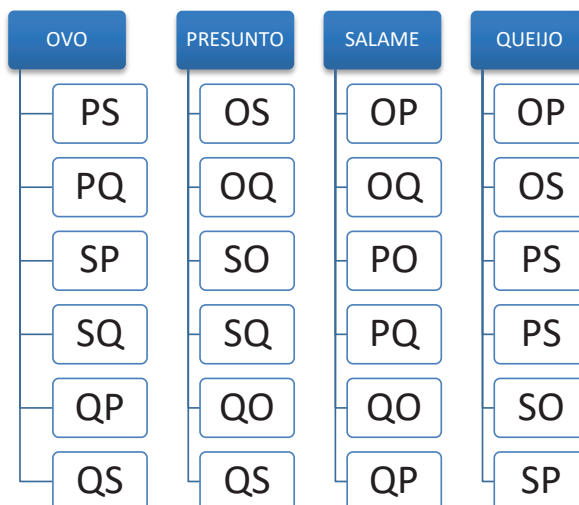 OVO PRESUNTO SALAME QUEIJO
PS OS OP OP
PQ OQ OQ OS
SP SO PO PS
SQ SQ PQ PS
QP QO QO SO
QS QS QP SP